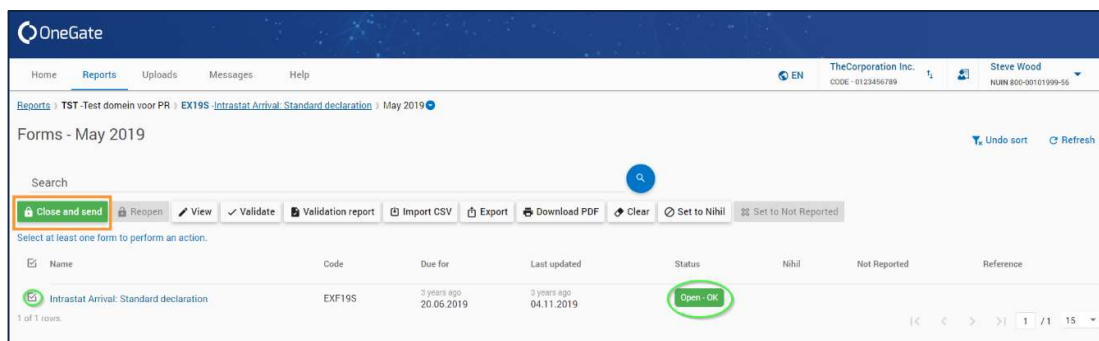 OneGate
Home Reports Uploads Messages Help EN TheCorporation Inc. Steve Wood
CODE - 0123456789 NUIN 800-00101999-56
Reports TST -Test domein voor PR EX19S -Intrastat Arrival: Standard declaration May 2019
Forms - May 2019
Undo sort Refresh
Search
Close and send Reopen View Validate Validation report Import CSV Export Download PDF Clear Set to Nihil Set to Not Reported
Select at least one form to perform an action.
Name Code Due for Last updated Status Nihil Not Reported Reference
3 years ago 3 years ago
Intrastat Arrival: Standard declaration EXF19S 20.06.2019 04.11.2019 Open - OK
1 of 1 rows. 1 / 1 15